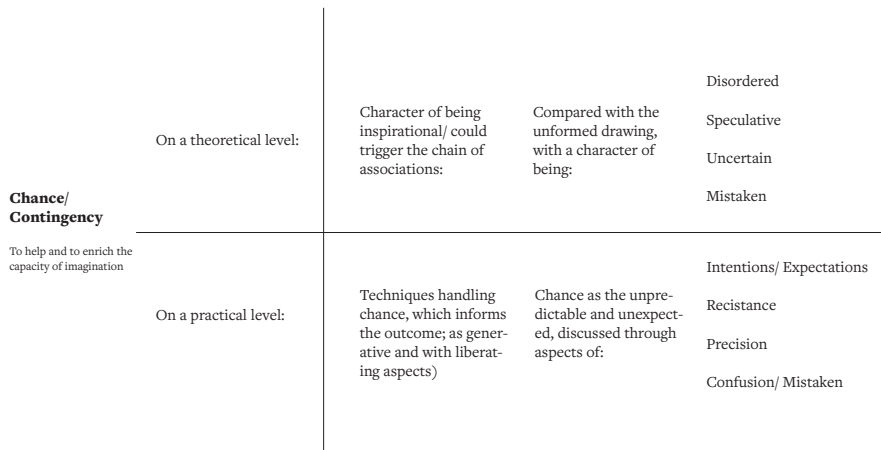 Chance/
Contingency
To help and to enrich the
capacity of imagination
On a theoretical level:
Character of being
inspirational/ could
trigger the chain of
associations:
Compared with the
unformed drawing,
with a character of
being:
Disordered
Speculative
Uncertain
Mistaken
On a practical level:
Techniques handling
chance, which informs
the outcome; as gener-
ative and with liberat-
ing aspects)
Chance as the unpre-
dictable and unexpect-
ed, discussed through
aspects of:
Intentions/ Expectations
Recistance
Precision
Confusion/ Mistaken